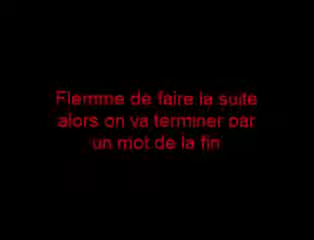 Flemme de faire la suite
alors on va terminer par
un mot de la fin